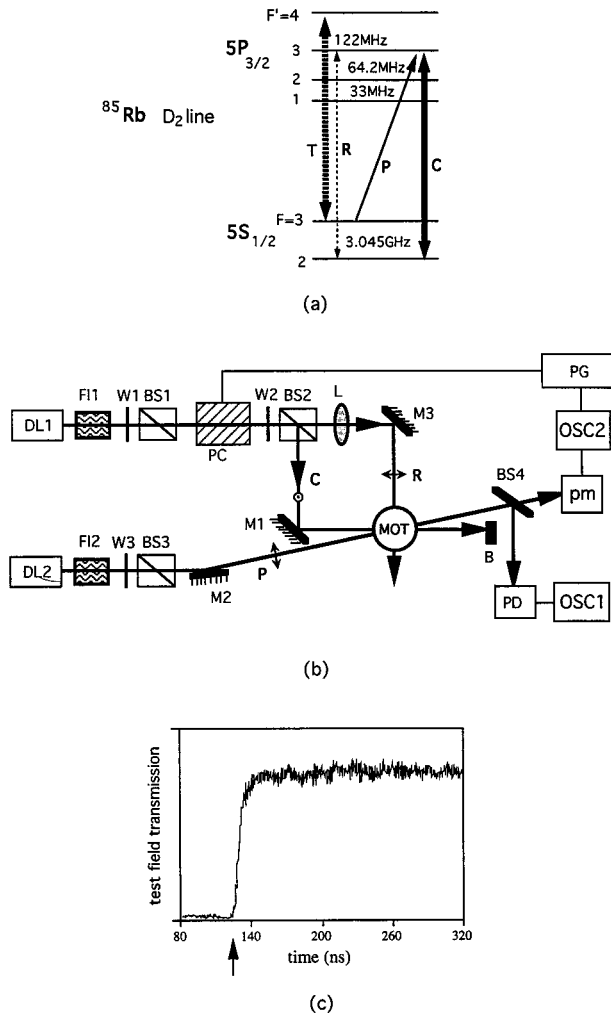 F'=4
5P3/2
3
122MHz
2
64.2MHz
1
33MHz
85Rb D2 line
T
R
P
C
F=3
5S1/2
2
3.045GHz
(a)
PG
FI1 W1 BS1 W2 BS2 L
M3
DL1
PC
OSC2
C
R
BS4
pm
M1
MOT
FI2 W3 BS3
B
DL2
P
M2
PD
OSC1
(b)
test field transmission
80 140 200 260 320
time (ns)
(c)